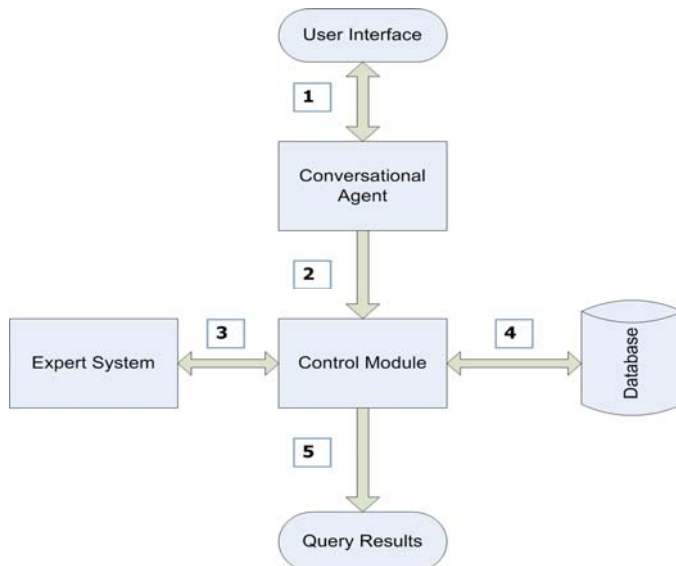 User Interface
1
Conversational
Agent
2
3
4
Expert System
Control Module
Database
5
Query Results